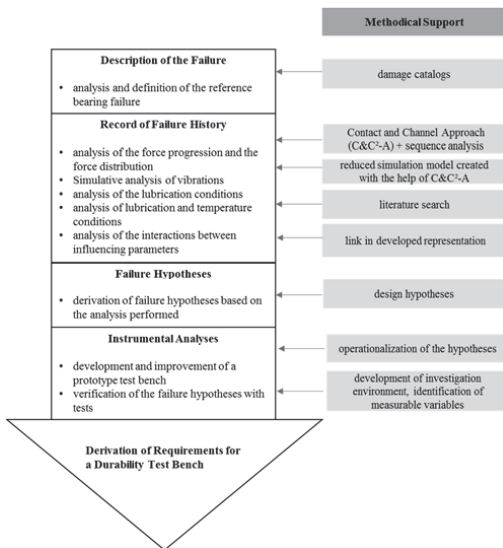 Methodical Support
Description of the Failure
• analysis and definition of the reference
bearing failure
damage catalogs
Record of Failure History
• analysis of the force progression and the
force distribution
• Simulative analysis of vibrations
• analysis of the lubrication conditions
• analysis of lubrication and temperature
conditions
• analysis of the interactions between
influencing parameters
Contact and Channel Approach
(C&C²-A) + sequence analysis
reduced simulation model created
with the help of C&C²-A
literature search
link in developed representation
Failure Hypotheses
• derivation of failure hypotheses based on
the analysis performed
design hypotheses
Instrumental Analyses
• development and improvement of a
prototype test bench
• verification of the failure hypotheses with
tests
operationalization of the hypotheses
development of investigation
environment, identification of
measurable variables
Derivation of Requirements for
a Durability Test Bench